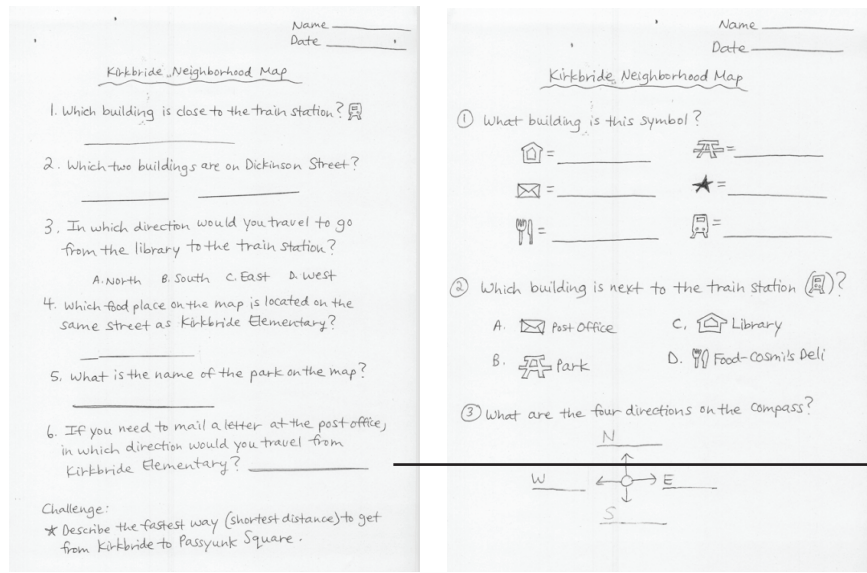 Name
Date
Kirkbride Neighborhood Map
1. Which building is close to the train station?
2. Which two buildings are on Dickinson Street?
3. In which direction would you travel to go
from the library to the train station?
A. North B. South C. East D. West
4. Which food place on the map is located on the
same street as Kirkbride Elementary?
5. What is the name of the park on the map?
6. If you need to mail a letter at the post office,
in which direction would you travel from
Kirkbride Elementary?
Challenge:
★ Describe the fastest way (shortest distance) to get
from Kirkbride to Passyunk Square.
Name
Date
Kirkbride Neighborhood Map
① What building is this symbol?
= =
= ★ =
= =
② Which building is next to the train station ( )?
A. Post Office C. Library
B. Park D. Food-Cosmi's Deli
③ What are the four directions on the compass?
N
W E
S